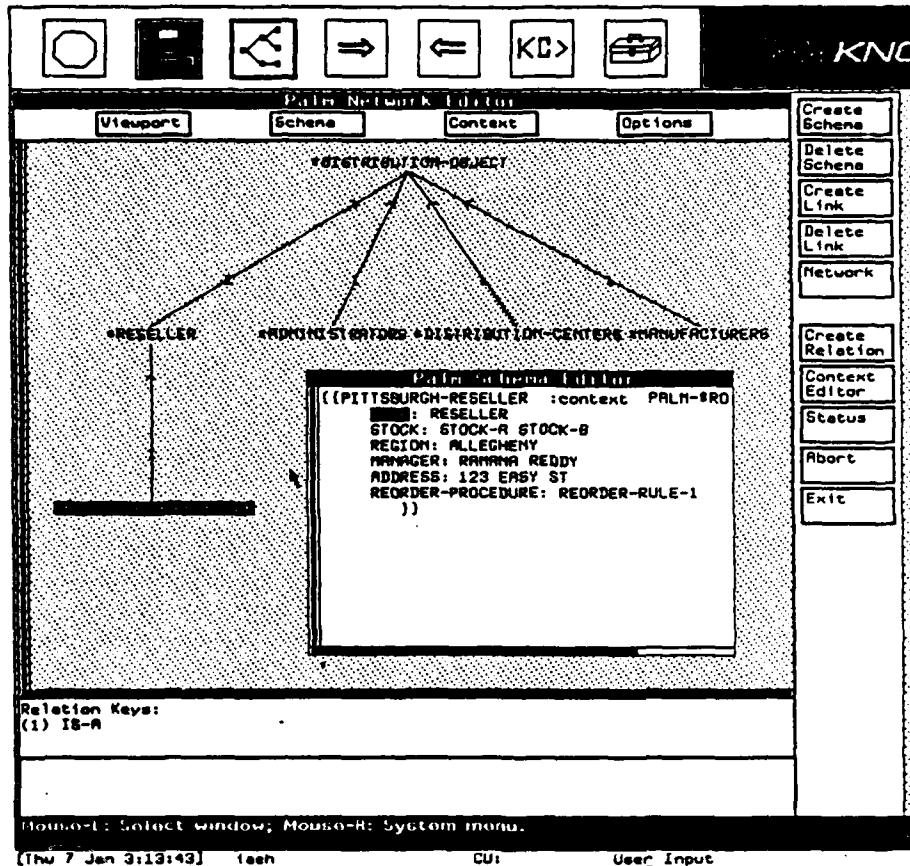 KC>
KNO
Palm Network Editor
Viewport
Schema
Context
Options
Create
Schema
Delete
Schema
Create
Link
Delete
Link
Network
Create
Relation
Context
Editor
Status
Abort
Exit
*DISTRIBUTION-OBJECT
*RESELLER
*ADMINISTRATORS *DISTRIBUTION-CENTERS *MANUFACTURERS
Palm Schema Editor
{{PITTSBURGH-RESELLER :context PALM-$RO
: RESELLER
STOCK: STOCK-A STOCK-B
REGION: ALLEGHENY
MANAGER: RAMANA REDDY
ADDRESS: 123 EASY ST
REORDER-PROCEDURE: REORDER-RULE-1
}}
Relation Keys:
(1) IS-A
Mouse-L: Select window; Mouse-R: System menu.
[Thu 7 Jan 3:13:43]
CU:
User Input